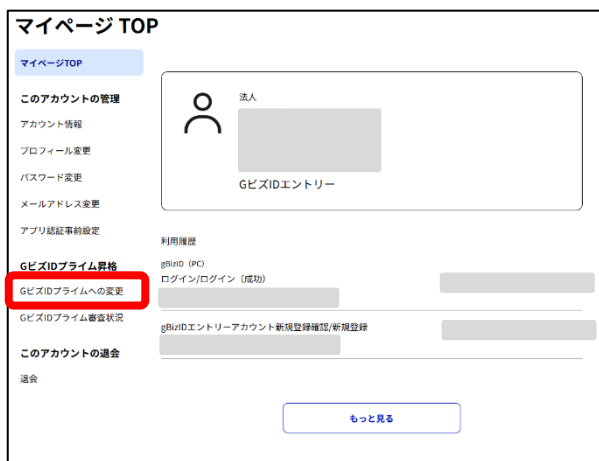 マイページ TOP
マイページTOP
このアカウントの管理
アカウント情報
プロフィール変更
パスワード変更
メールアドレス変更
アプリ認証事前設定
GビズIDプライム昇格
GビズIDプライムへの変更
GビズIDプライム審査状況
このアカウントの退会
退会
法人
GビズIDエントリー
利用履歴
gBizID（PC）
ログイン/ログイン（成功）
gBizIDエントリーアカウント新規登録確認/新規登録
もっと見る